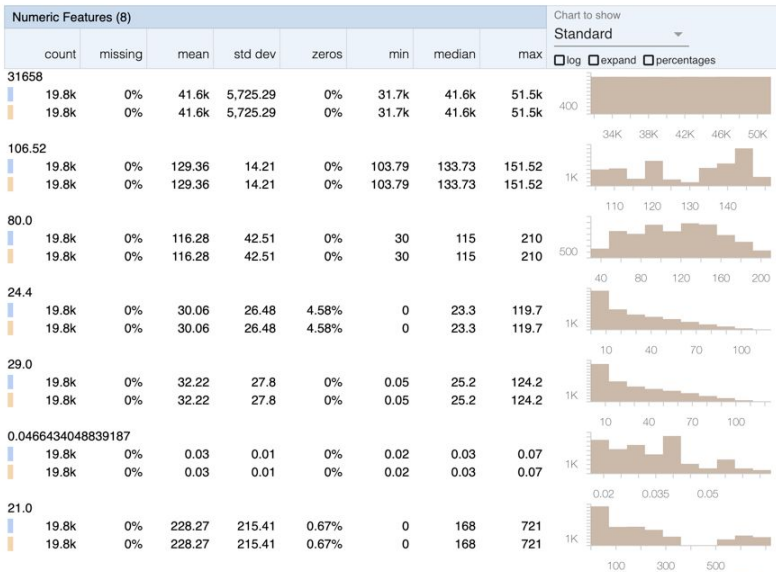 Numeric Features (8)
Chart to show
Standard
count missing mean std dev zeros min median max
log expand percentages
31658
19.8k 0% 41.6k 5,725.29 0% 31.7k 41.6k 51.5k
19.8k 0% 41.6k 5,725.29 0% 31.7k 41.6k 51.5k
400
34K 38K 42K 46K 50K
106.52
19.8k 0% 129.36 14.21 0% 103.79 133.73 151.52
19.8k 0% 129.36 14.21 0% 103.79 133.73 151.52
1K
110 120 130 140
80.0
19.8k 0% 116.28 42.51 0% 30 115 210
19.8k 0% 116.28 42.51 0% 30 115 210
500
40 80 120 160 200
24.4
19.8k 0% 30.06 26.48 4.58% 0 23.3 119.7
19.8k 0% 30.06 26.48 4.58% 0 23.3 119.7
1K
10 40 70 100
29.0
19.8k 0% 32.22 27.8 0% 0.05 25.2 124.2
19.8k 0% 32.22 27.8 0% 0.05 25.2 124.2
1K
10 40 70 100
0.0466434048839187
19.8k 0% 0.03 0.01 0% 0.02 0.03 0.07
19.8k 0% 0.03 0.01 0% 0.02 0.03 0.07
1K
0.02 0.035 0.05
21.0
19.8k 0% 228.27 215.41 0.67% 0 168 721
19.8k 0% 228.27 215.41 0.67% 0 168 721
1K
100 300 500